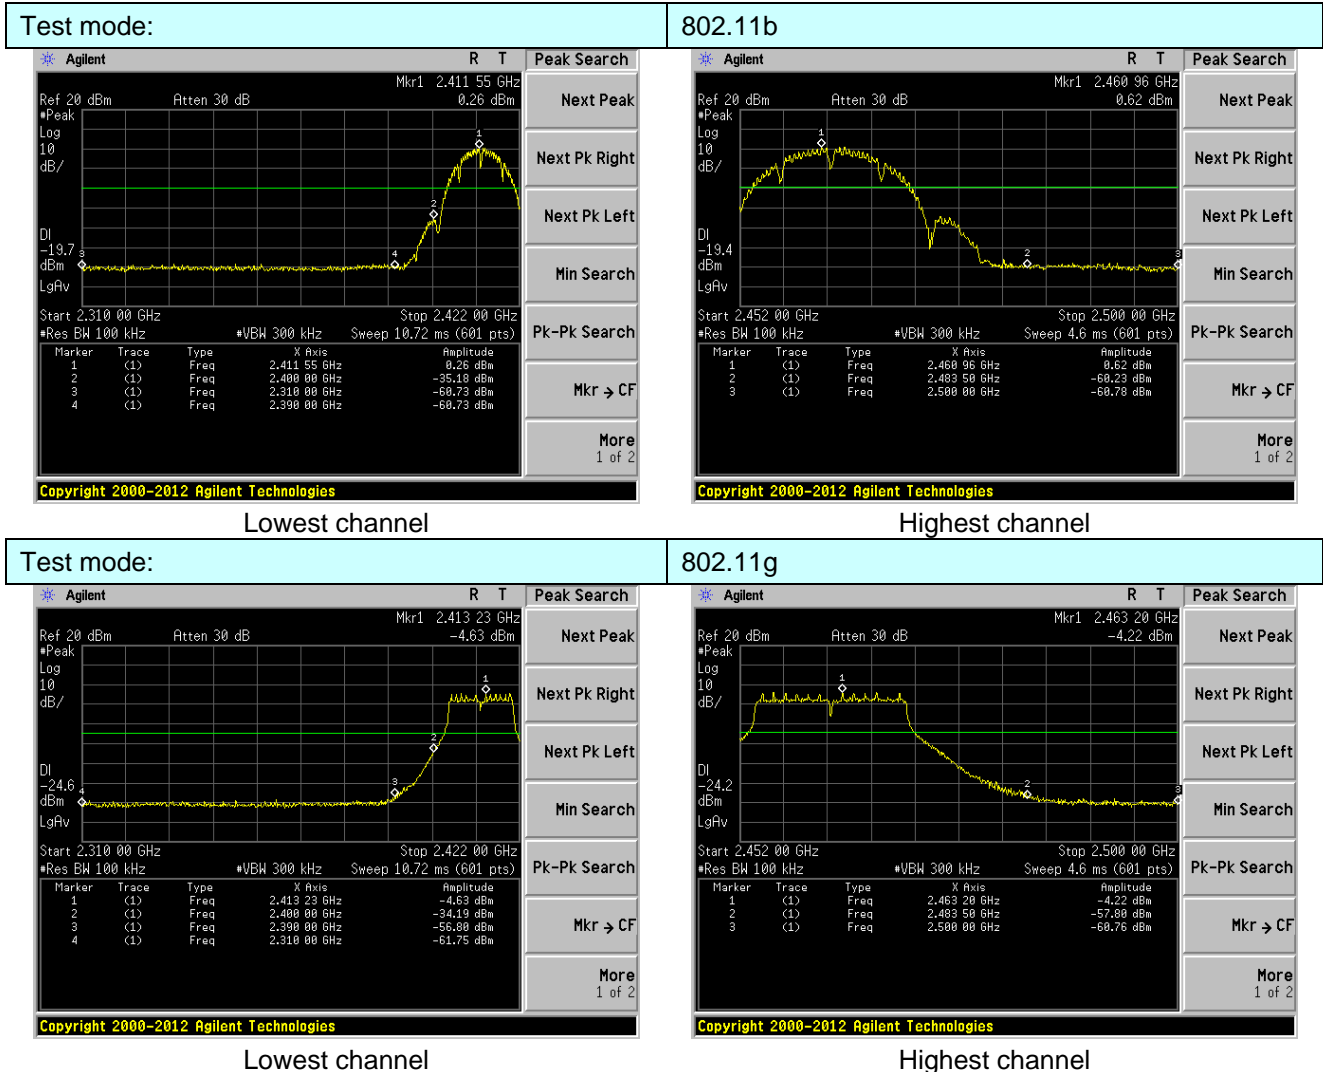 Test mode: 802.11b
Agilent R T Peak Search
Mkr1 2.411 55 GHz
Ref 20 dBm Atten 30 dB 0.26 dBm
#Peak
Log
10
dB/
DI
-19.7
dBm
LgAv
1
2
3
4
Start 2.310 00 GHz Stop 2.422 00 GHz
#Res BW 100 kHz #VBW 300 kHz Sweep 10.72 ms (601 pts)
Marker Trace Type X Axis Amplitude
1 (1) Freq 2.411 55 GHz 0.26 dBm
2 (1) Freq 2.400 00 GHz -35.18 dBm
3 (1) Freq 2.310 00 GHz -60.73 dBm
4 (1) Freq 2.390 00 GHz -60.73 dBm
Next Peak
Next Pk Right
Next Pk Left
Min Search
Pk-Pk Search
Mkr → CF
More
1 of 2
Copyright 2000-2012 Agilent Technologies
Lowest channel
Agilent R T Peak Search
Mkr1 2.460 96 GHz
Ref 20 dBm Atten 30 dB 0.62 dBm
#Peak
Log
10
dB/
DI
-19.4
dBm
LgAv
1
2
3
Start 2.452 00 GHz Stop 2.500 00 GHz
#Res BW 100 kHz #VBW 300 kHz Sweep 4.6 ms (601 pts)
Marker Trace Type X Axis Amplitude
1 (1) Freq 2.460 96 GHz 0.62 dBm
2 (1) Freq 2.483 50 GHz -60.23 dBm
3 (1) Freq 2.500 00 GHz -60.78 dBm
Next Peak
Next Pk Right
Next Pk Left
Min Search
Pk-Pk Search
Mkr → CF
More
1 of 2
Copyright 2000-2012 Agilent Technologies
Highest channel
Test mode: 802.11g
Agilent R T Peak Search
Mkr1 2.413 23 GHz
Ref 20 dBm Atten 30 dB -4.63 dBm
#Peak
Log
10
dB/
DI
-24.6
dBm
LgAv
1
2
3
4
Start 2.310 00 GHz Stop 2.422 00 GHz
#Res BW 100 kHz #VBW 300 kHz Sweep 10.72 ms (601 pts)
Marker Trace Type X Axis Amplitude
1 (1) Freq 2.413 23 GHz -4.63 dBm
2 (1) Freq 2.400 00 GHz -34.19 dBm
3 (1) Freq 2.390 00 GHz -56.80 dBm
4 (1) Freq 2.310 00 GHz -61.75 dBm
Next Peak
Next Pk Right
Next Pk Left
Min Search
Pk-Pk Search
Mkr → CF
More
1 of 2
Copyright 2000-2012 Agilent Technologies
Lowest channel
Agilent R T Peak Search
Mkr1 2.463 20 GHz
Ref 20 dBm Atten 30 dB -4.22 dBm
#Peak
Log
10
dB/
DI
-24.2
dBm
LgAv
1
2
3
Start 2.452 00 GHz Stop 2.500 00 GHz
#Res BW 100 kHz #VBW 300 kHz Sweep 4.6 ms (601 pts)
Marker Trace Type X Axis Amplitude
1 (1) Freq 2.463 20 GHz -4.22 dBm
2 (1) Freq 2.483 50 GHz -57.80 dBm
3 (1) Freq 2.500 00 GHz -60.76 dBm
Next Peak
Next Pk Right
Next Pk Left
Min Search
Pk-Pk Search
Mkr → CF
More
1 of 2
Copyright 2000-2012 Agilent Technologies
Highest channel